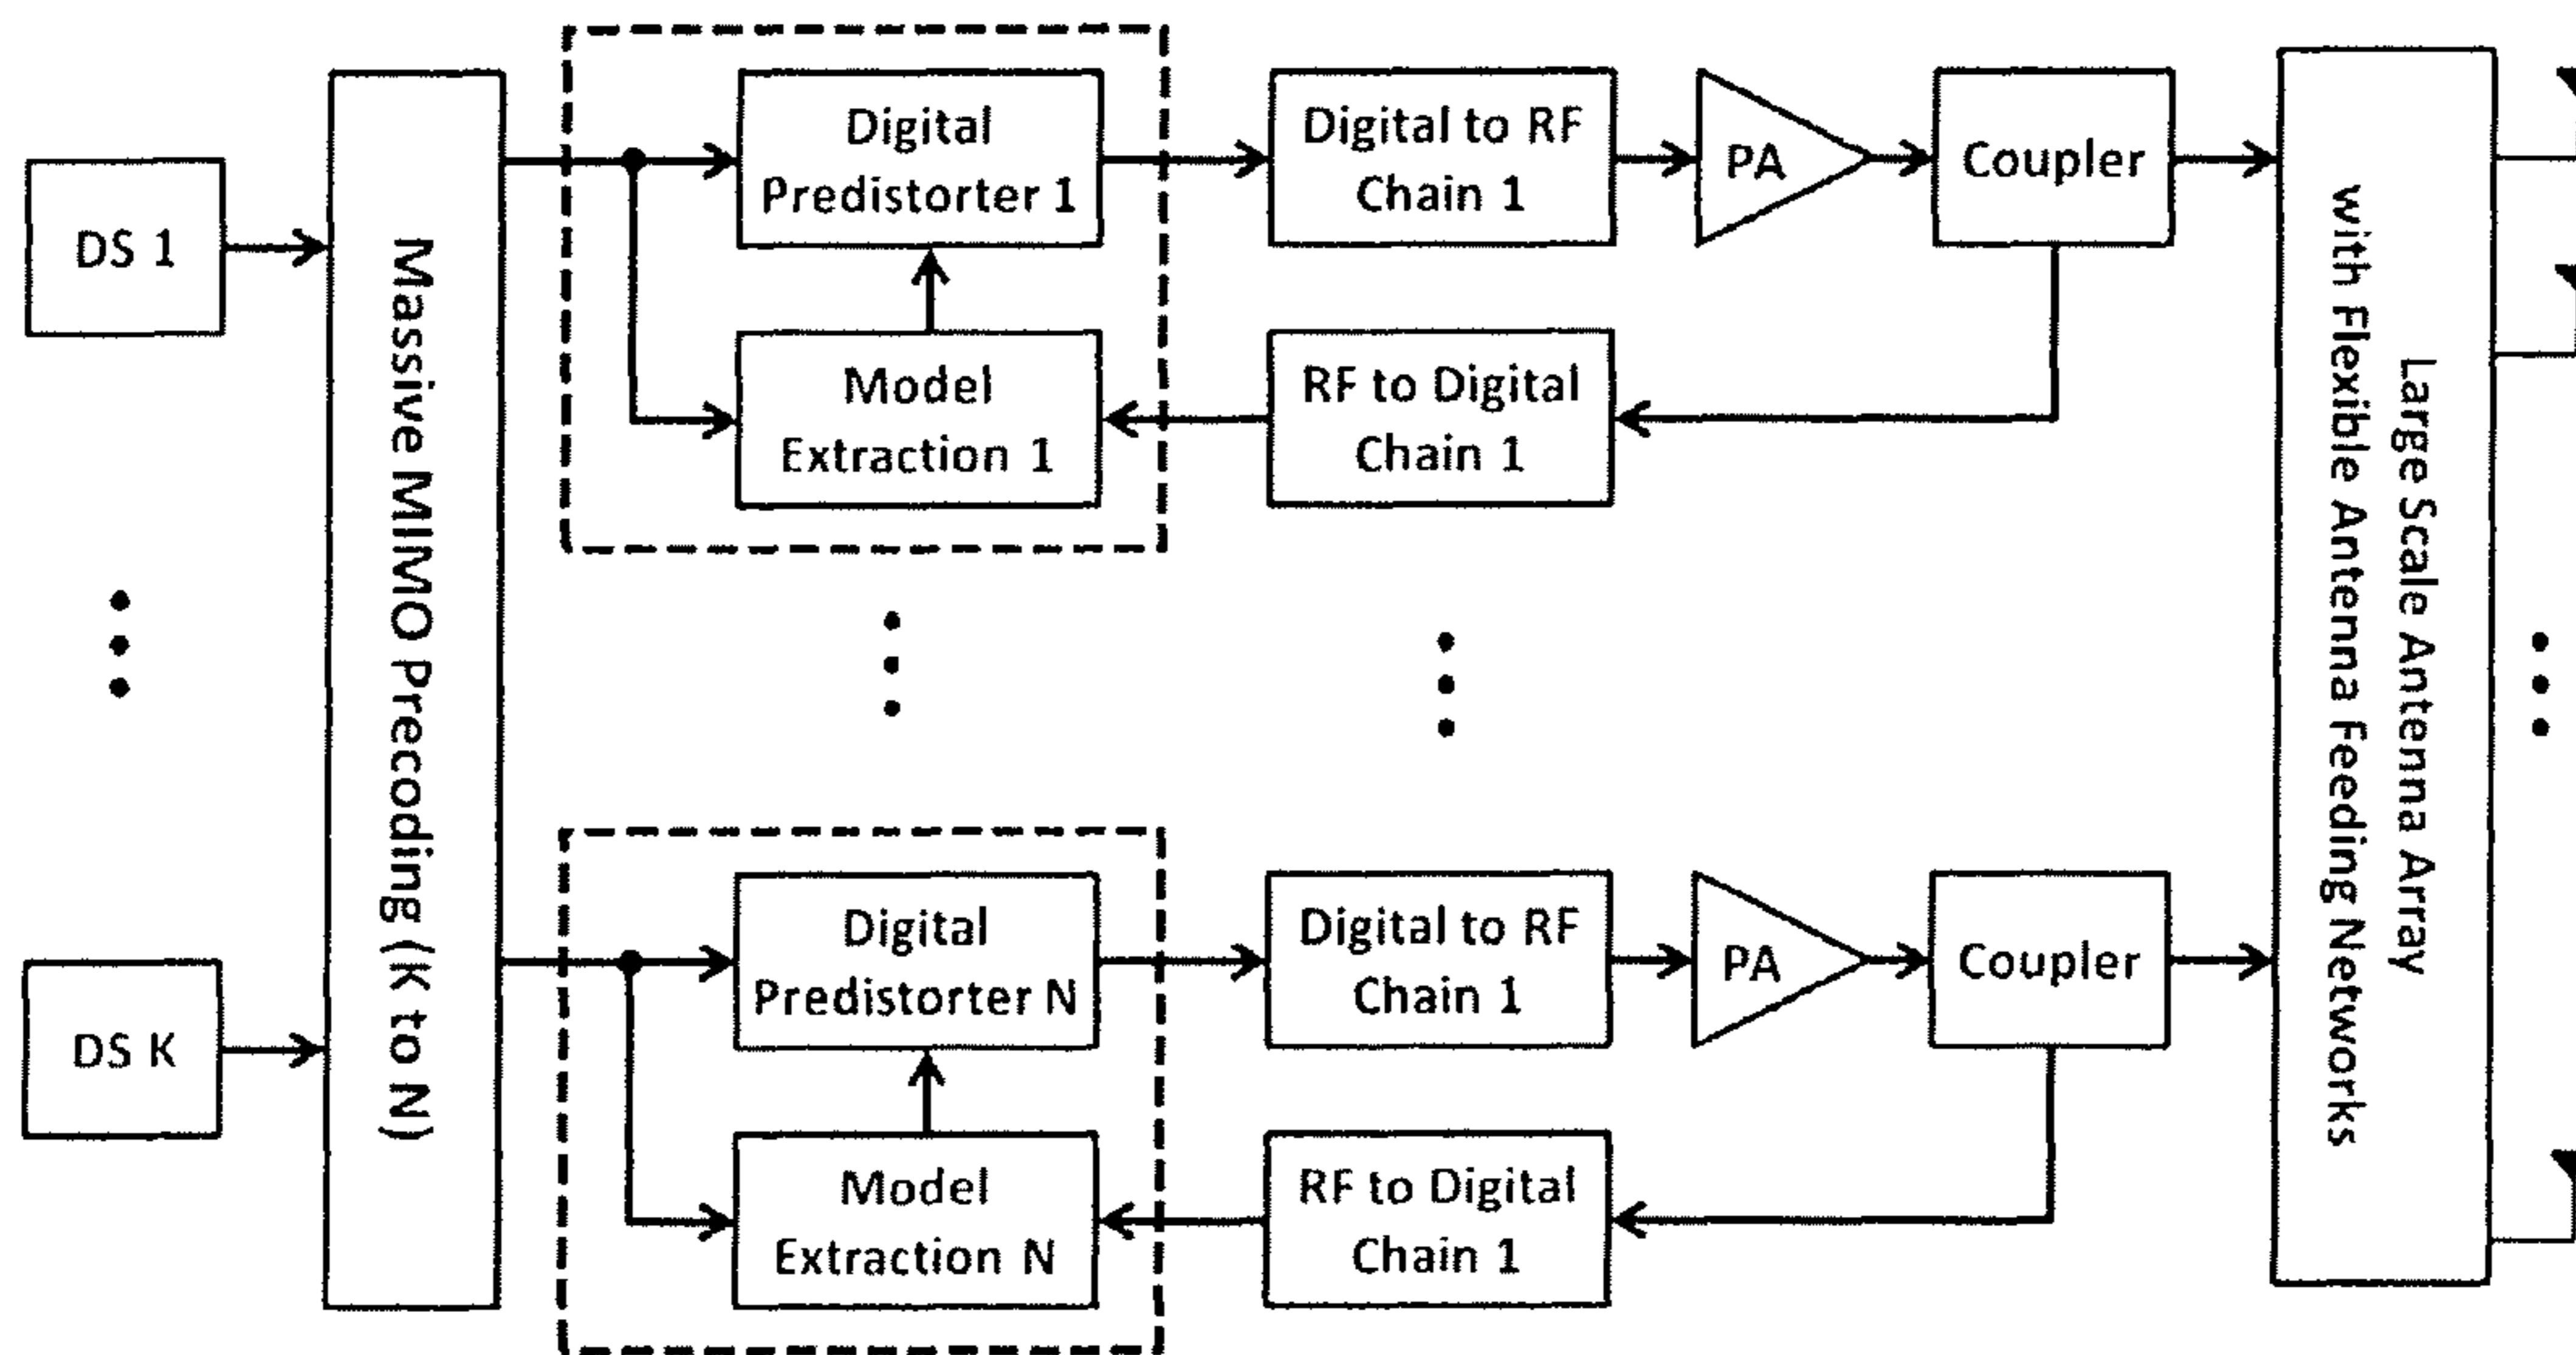 DS 1
Massive MIMO Precoding (K to N)
Digital
Predistorter 1
Model
Extraction 1
Digital to RF
Chain 1
PA
Coupler
RF to Digital
Chain 1
Large Scale Antenna Array
with Flexible Antenna Feeding Networks
DS K
Digital
Predistorter N
Model
Extraction N
Digital to RF
Chain 1
PA
Coupler
RF to Digital
Chain 1